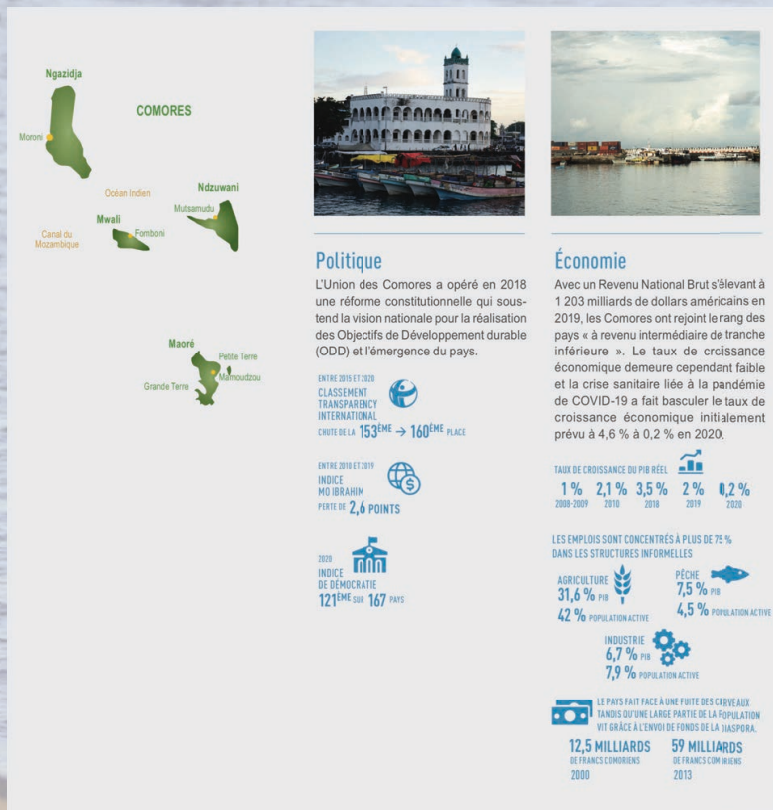 Ngazidja
COMORES
Moroni
Océan Indien
Ndzuwani
Mutsamudu
Mwali
Fomboni
Canal du
Mozambique
Maoré
Petite Terre
Mamoudzou
Grande Terre
Politique
L'Union des Comores a opéré en 2018
une réforme constitutionnelle qui sous-
tend la vision nationale pour la réalisation
des Objectifs de Développement durable
(ODD) et l'émergence du pays.
ENTRE 2015 ET 2020
CLASSEMENT
TRANSPARENCY
INTERNATIONAL
CHUTE DE LA 153ÈME → 160ÈME PLACE
ENTRE 2010 ET 2019
INDICE
MO IBRAHIM
PERTE DE 2,6 POINTS
2020
INDICE
DE DÉMOCRATIE
121ÈME SUR 167 PAYS
Économie
Avec un Revenu National Brut s'élevant à
1 203 milliards de dollars américains en
2019, les Comores ont rejoint le rang des
pays « à revenu intermédiaire de tranche
inférieure ». Le taux de croissance
économique demeure cependant faible
et la crise sanitaire liée à la pandémie
de COVID-19 a fait basculer le taux de
croissance économique initialement
prévu à 4,6 % à 0,2 % en 2020.
TAUX DE CROISSANCE DU PIB RÉEL
1 % 2,1 % 3,5 % 2 % 0,2 %
2008-2009 2010 2018 2019 2020
LES EMPLOIS SONT CONCENTRÉS À PLUS DE 75 %
DANS LES STRUCTURES INFORMELLES
AGRICULTURE
31,6 % PIB
42 % POPULATION ACTIVE
PÊCHE
7,5 % PIB
4,5 % POPULATION ACTIVE
INDUSTRIE
6,7 % PIB
7,9 % POPULATION ACTIVE
LE PAYS FAIT FACE À UNE FUITE DES CERVEAUX
TANDIS QU'UNE LARGE PARTIE DE LA POPULATION
VIT GRÂCE À L'ENVOI DE FONDS DE LA DIASPORA.
12,5 MILLIARDS
DE FRANCS COMORIENS
2000
59 MILLIARDS
DE FRANCS COMORIENS
2013